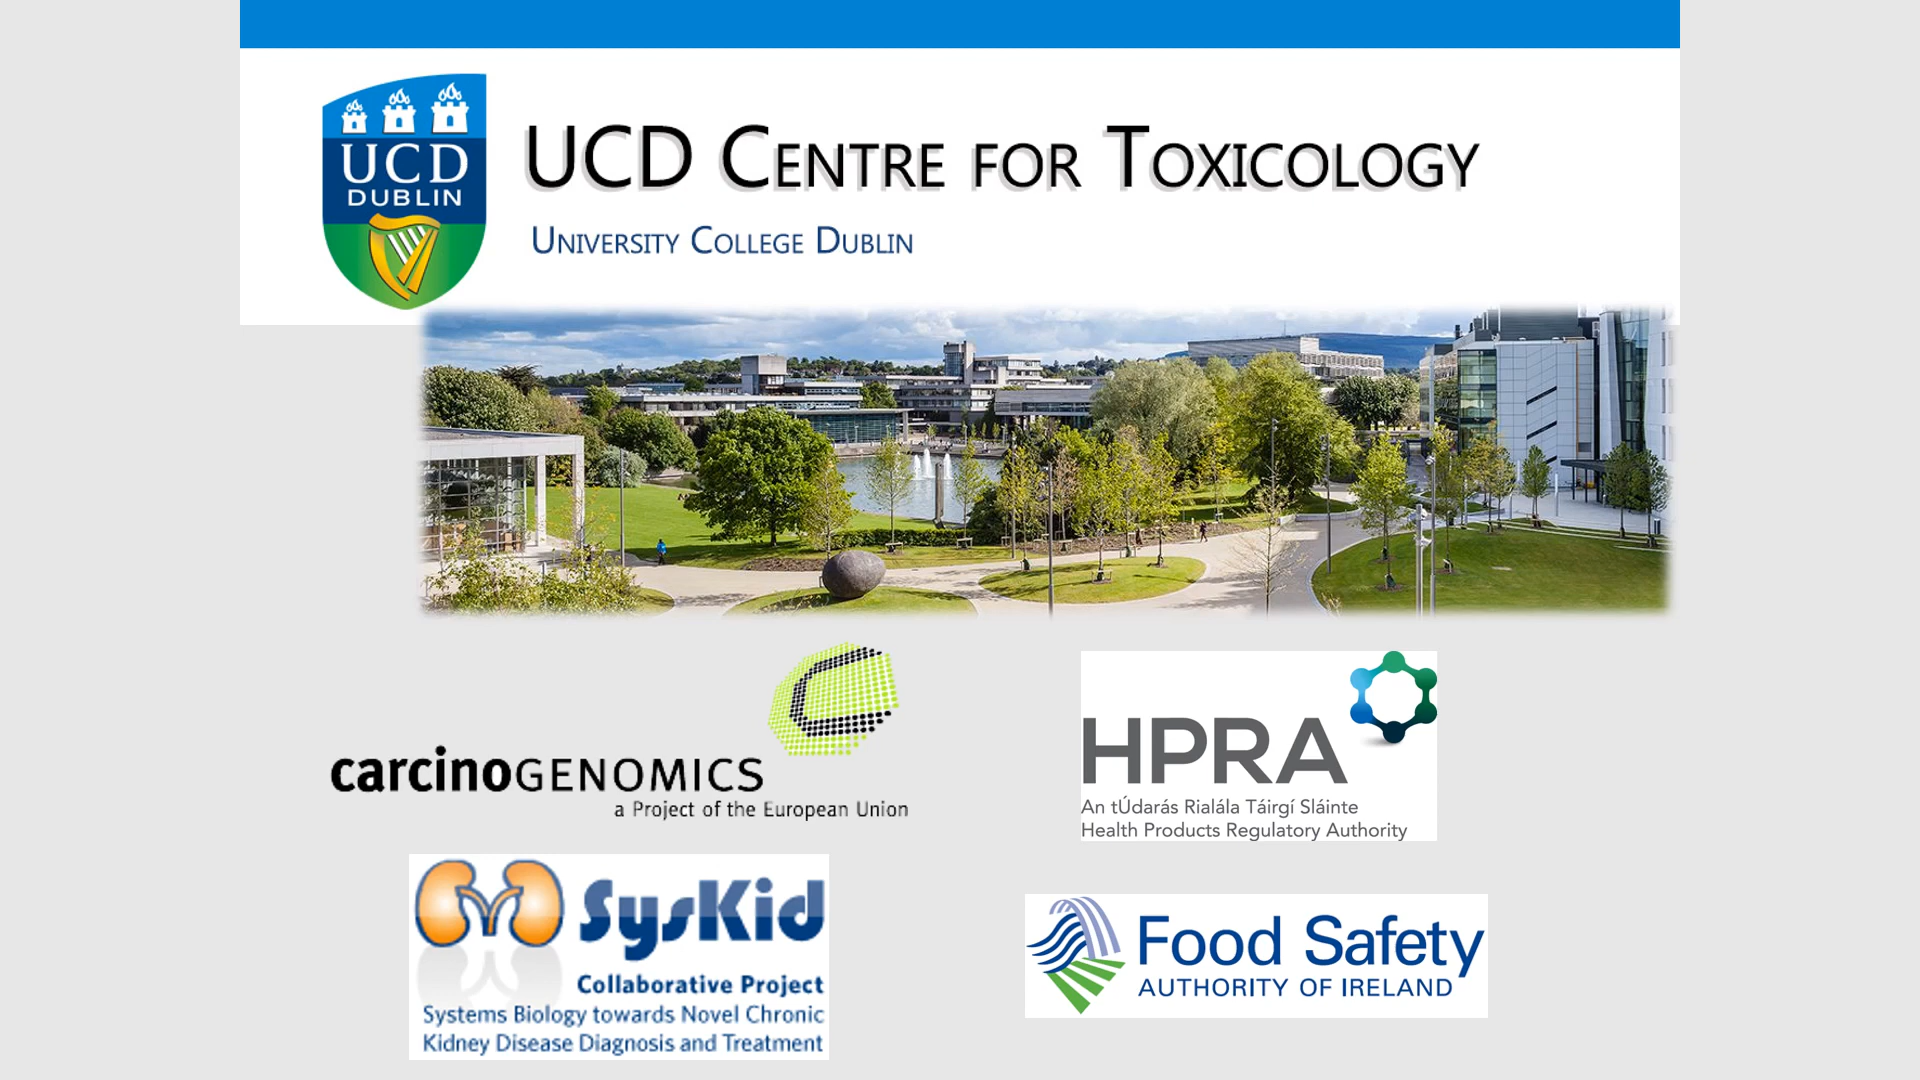 UCD
DUBLIN
UCD CENTRE FOR TOXICOLOGY
UNIVERSITY COLLEGE DUBLIN
carcinoGENOMICS
a Project of the European Union
HPRA
An tÚdarás Rialála Táirgí Sláinte
Health Products Regulatory Authority
SysKid
Collaborative Project
Systems Biology towards Novel Chronic
Kidney Disease Diagnosis and Treatment
Food Safety
AUTHORITY OF IRELAND